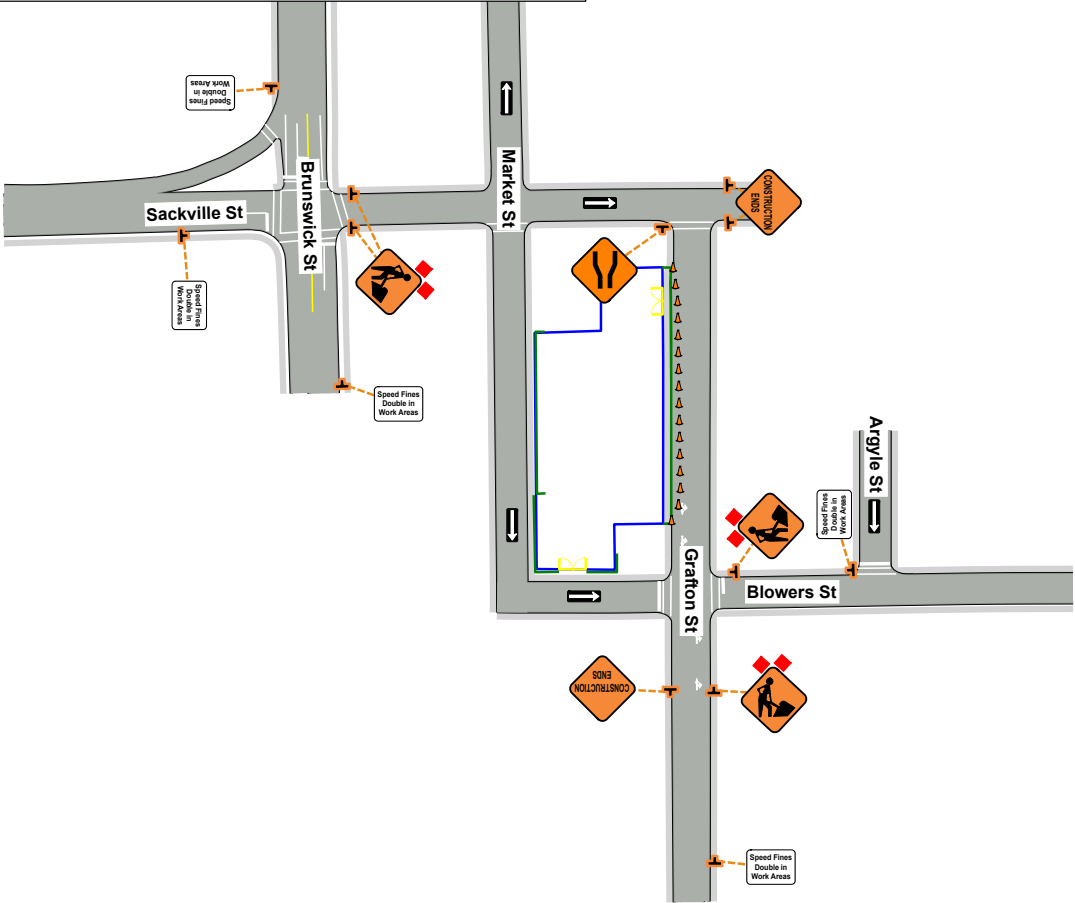 Speed Fines
Double in
Work Areas
Market St
Brunswick St
CONSTRUCTION
ENDS
Sackville St
Speed Fines
Double in
Work Areas
Speed Fines
Double in
Work Areas
Argyle St
Speed Fines
Double in
Work Areas
Grafton St
Blowers St
CONSTRUCTION
ENDS
Speed Fines
Double in
Work Areas